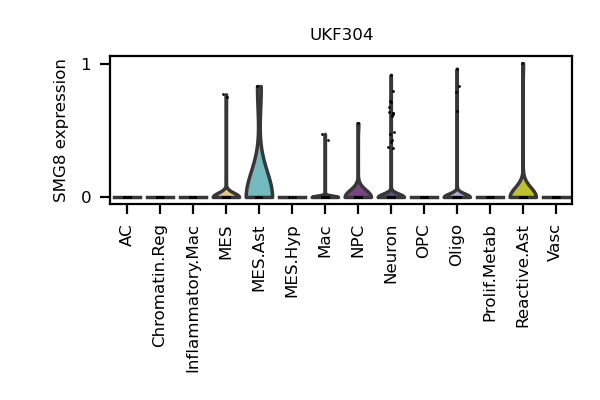 UKF304
SMG8 expression
1
0
AC
Chromatin.Reg
Inflammatory.Mac
MES
MES.Ast
MES.Hyp
Mac
NPC
Neuron
OPC
Oligo
Prolif.Metab
Reactive.Ast
Vasc